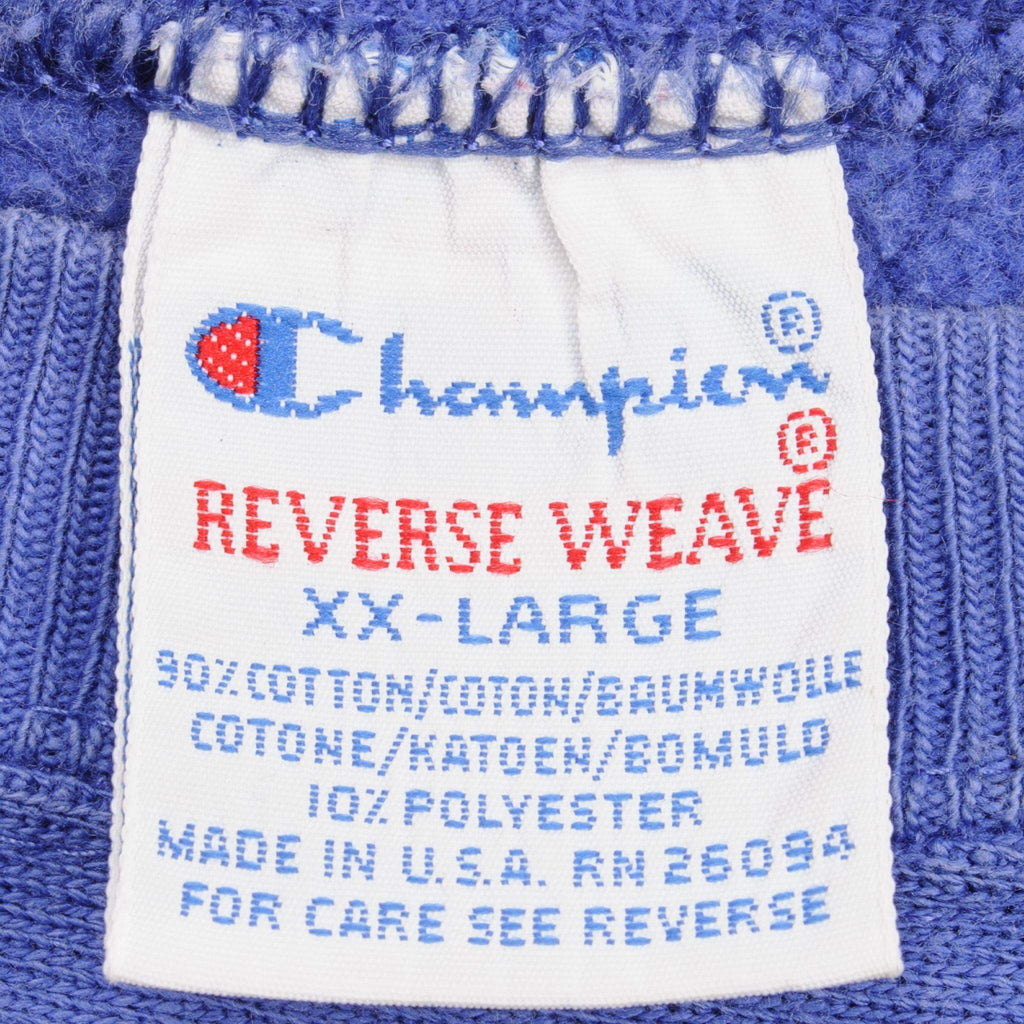 Champion®
REVERSE WEAVE®
XX-LARGE
90% COTTON/COTON/BAUMWOLLE
COTONE/KATOEN/BOMULD
10% POLYESTER
MADE IN U.S.A. RN 26094
FOR CARE SEE REVERSE